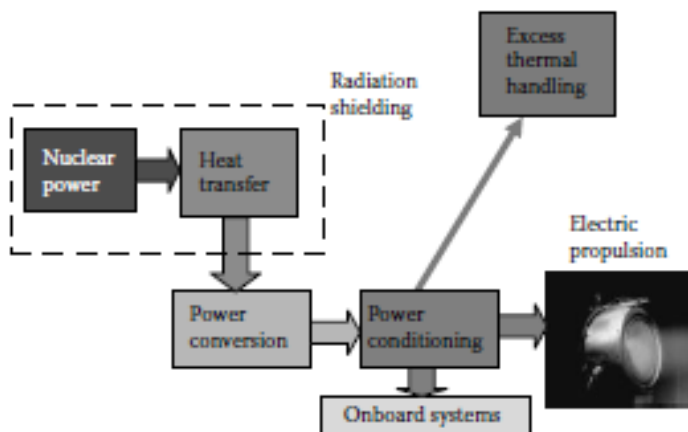 Excess
thermal
handling
Radiation
shielding
Nuclear
power
Heat
transfer
Electric
propulsion
Power
conversion
Power
conditioning
Onboard systems